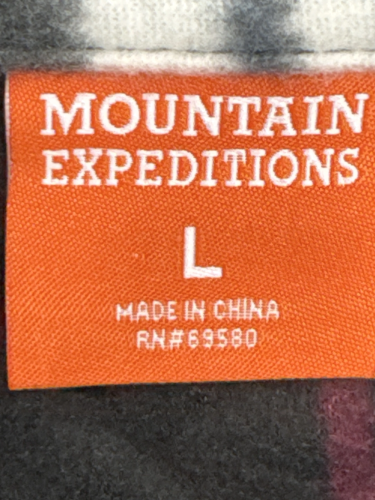 MOUNTAIN
EXPEDITIONS
L
MADE IN CHINA
RN#69580